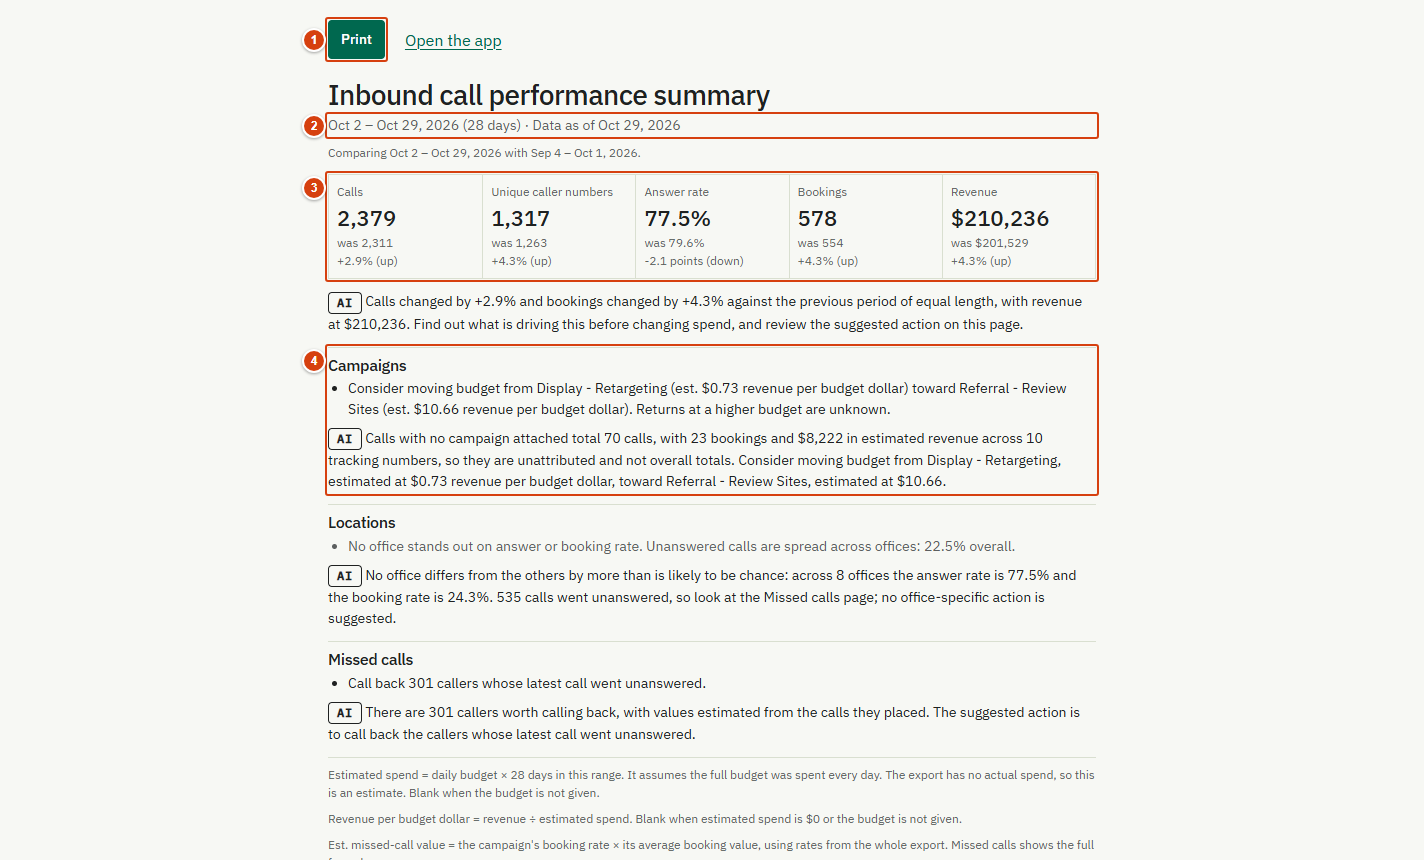 1 Print Open the app
Inbound call performance summary
2 Oct 2 – Oct 29, 2026 (28 days) · Data as of Oct 29, 2026
Comparing Oct 2 – Oct 29, 2026 with Sep 4 – Oct 1, 2026.
3 Calls Unique caller numbers Answer rate Bookings Revenue
2,379 1,317 77.5% 578 $210,236
was 2,311 was 1,263 was 79.6% was 554 was $201,529
+2.9% (up) +4.3% (up) -2.1 points (down) +4.3% (up) +4.3% (up)
AI Calls changed by +2.9% and bookings changed by +4.3% against the previous period of equal length, with revenue
at $210,236. Find out what is driving this before changing spend, and review the suggested action on this page.
4 Campaigns
• Consider moving budget from Display - Retargeting (est. $0.73 revenue per budget dollar) toward Referral - Review
Sites (est. $10.66 revenue per budget dollar). Returns at a higher budget are unknown.
AI Calls with no campaign attached total 70 calls, with 23 bookings and $8,222 in estimated revenue across 10
tracking numbers, so they are unattributed and not overall totals. Consider moving budget from Display - Retargeting,
estimated at $0.73 revenue per budget dollar, toward Referral - Review Sites, estimated at $10.66.
Locations
• No office stands out on answer or booking rate. Unanswered calls are spread across offices: 22.5% overall.
AI No office differs from the others by more than is likely to be chance: across 8 offices the answer rate is 77.5% and
the booking rate is 24.3%. 535 calls went unanswered, so look at the Missed calls page; no office-specific action is
suggested.
Missed calls
• Call back 301 callers whose latest call went unanswered.
AI There are 301 callers worth calling back, with values estimated from the calls they placed. The suggested action is
to call back the callers whose latest call went unanswered.
Estimated spend = daily budget × 28 days in this range. It assumes the full budget was spent every day. The export has no actual spend, so this
is an estimate. Blank when the budget is not given.
Revenue per budget dollar = revenue ÷ estimated spend. Blank when estimated spend is $0 or the budget is not given.
Est. missed-call value = the campaign's booking rate × its average booking value, using rates from the whole export. Missed calls shows the full